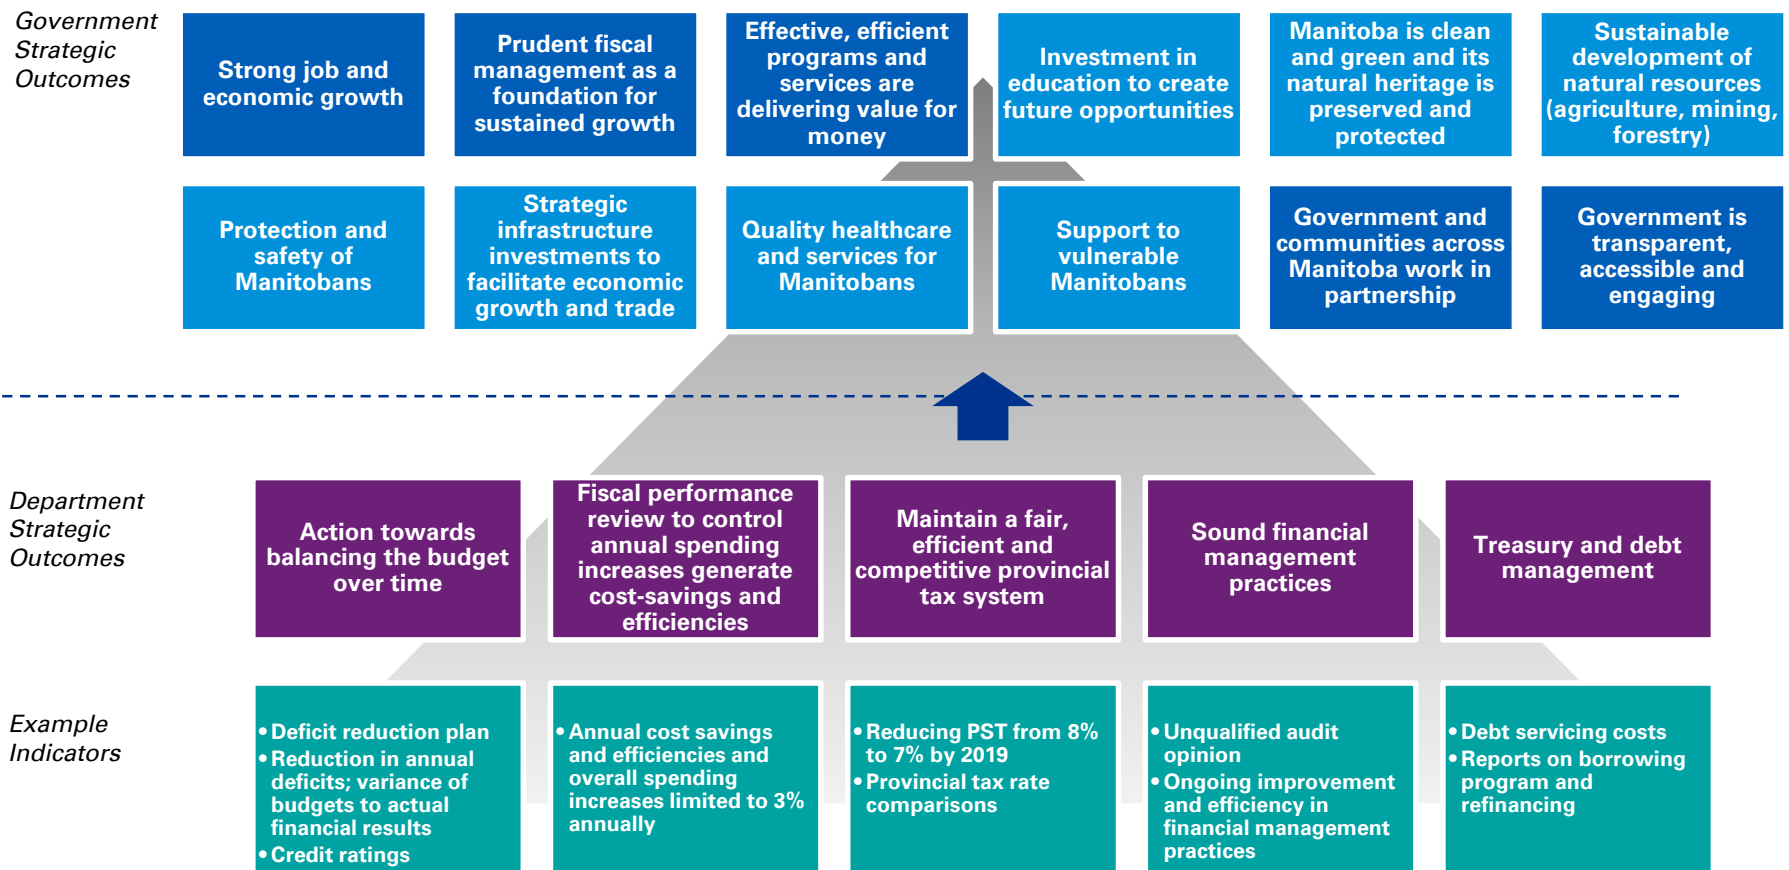 Government
Strategic
Outcomes
Strong job and
economic growth
Prudent fiscal
management as a
foundation for
sustained growth
Effective, efficient
programs and
services are
delivering value for
money
Investment in
education to create
future opportunities
Manitoba is clean
and green and its
natural heritage is
preserved and
protected
Sustainable
development of
natural resources
(agriculture, mining,
forestry)
Protection and
safety of
Manitobans
Strategic
infrastructure
investments to
facilitate economic
growth and trade
Quality healthcare
and services for
Manitobans
Support to
vulnerable
Manitobans
Government and
communities across
Manitoba work in
partnership
Government is
transparent,
accessible and
engaging
Department
Strategic
Outcomes
Action towards
balancing the budget
over time
Fiscal performance
review to control
annual spending
increases generate
cost-savings and
efficiencies
Maintain a fair,
efficient and
competitive provincial
tax system
Sound financial
management
practices
Treasury and debt
management
Example
Indicators
• Deficit reduction plan
• Reduction in annual
deficits; variance of
budgets to actual
financial results
• Credit ratings
• Annual cost savings
and efficiencies and
overall spending
increases limited to 3%
annually
• Reducing PST from 8%
to 7% by 2019
• Provincial tax rate
comparisons
• Unqualified audit
opinion
• Ongoing improvement
and efficiency in
financial management
practices
• Debt servicing costs
• Reports on borrowing
program and
refinancing